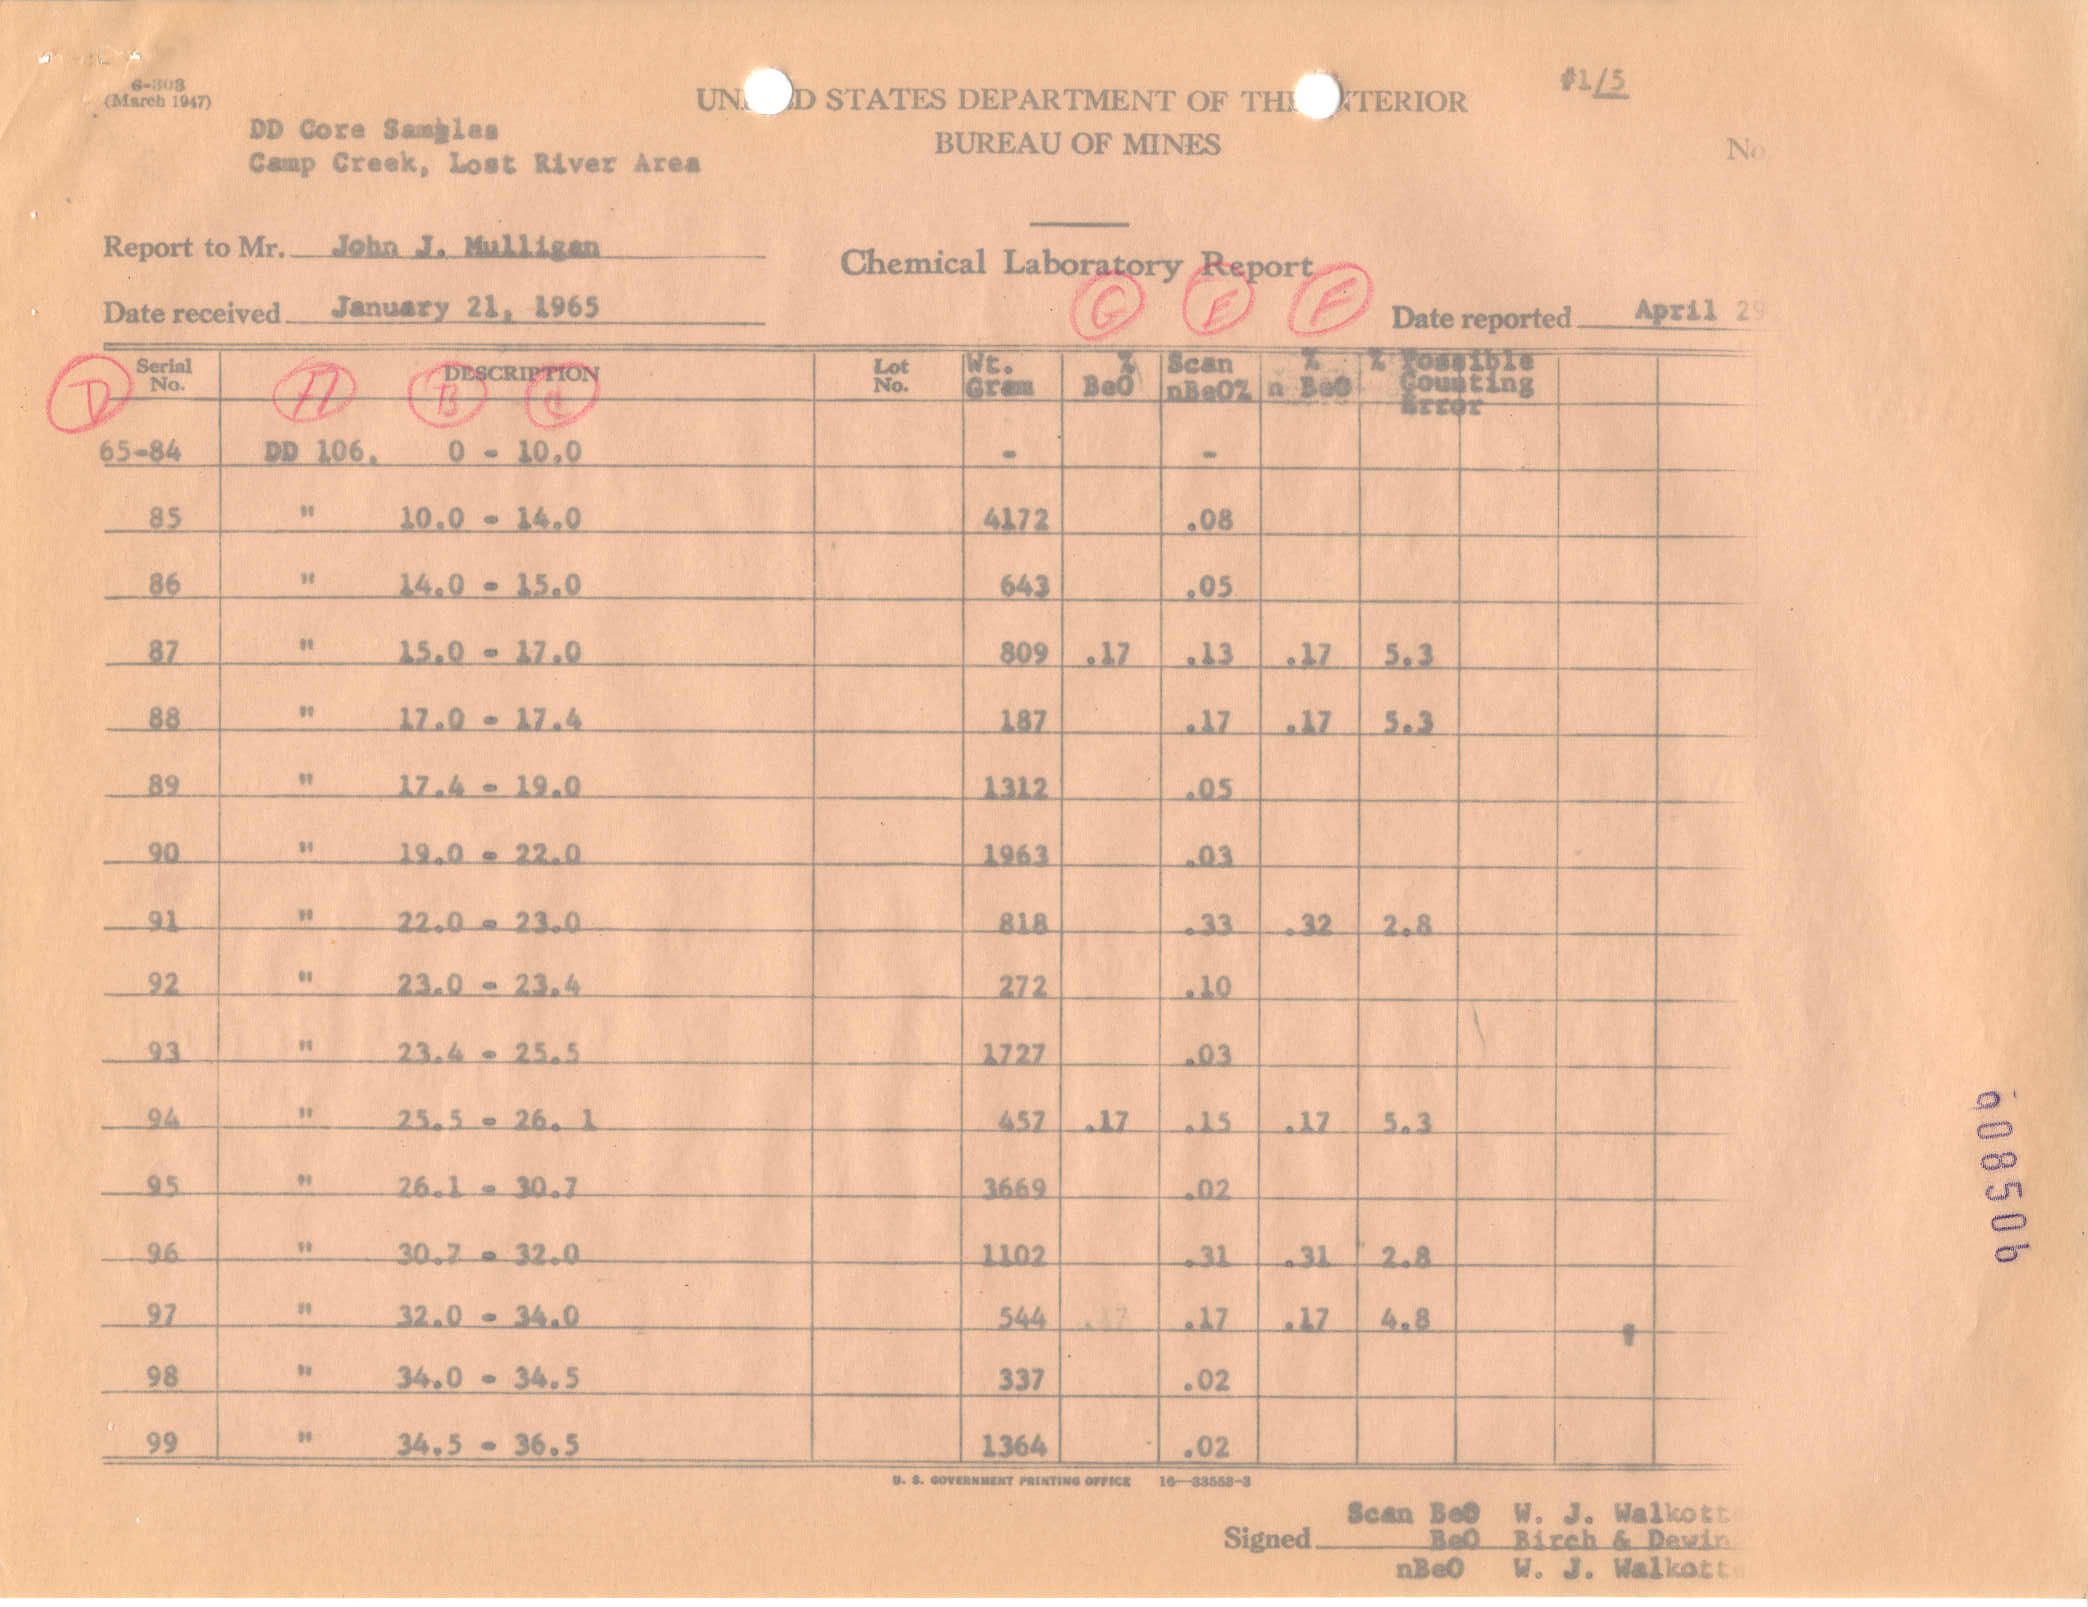 6-303
(March 1947)
#1/5
DD Core Samples
Camp Creek, Lost River Area
STATES DEPARTMENT OF
BUREAU OF MINES
No
Report to Mr. John J. Mulligan
Chemical Laboratory Report
Date received January 21, 1965
G E F
Date reported April 29
Serial No. DESCRIPTION Lot No. Wt. Gram % BeO Scan nBeO% % n BeO % Possible Counting Error
D A B C
65-84 DD 106. 0 - 10.0 - -
85 " 10.0 - 14.0 4172 .08
86 " 14.0 - 15.0 643 .05
87 " 15.0 - 17.0 809 .17 .13 .17 5.3
88 " 17.0 - 17.4 187 .17 .17 5.3
89 " 17.4 - 19.0 1312 .05
90 " 19.0 - 22.0 1963 .03
91 " 22.0 - 23.0 818 .33 .32 2.8
92 " 23.0 - 23.4 272 .10
93 " 23.4 - 25.5 1727 .03
94 " 25.5 - 26. 1 457 .17 .15 .17 5.3
95 " 26.1 - 30.7 3669 .02
96 " 30.7 - 32.0 1102 .31 .31 2.8
97 " 32.0 - 34.0 544 .17 .17 .17 4.8
98 " 34.0 - 34.5 337 .02
99 " 34.5 - 36.5 1364 .02
U. S. GOVERNMENT PRINTING OFFICE 16—33553-3
Scan BeO W. J. Walkott
Signed BeO Birch & Dewin
nBeO W. J. Walkott